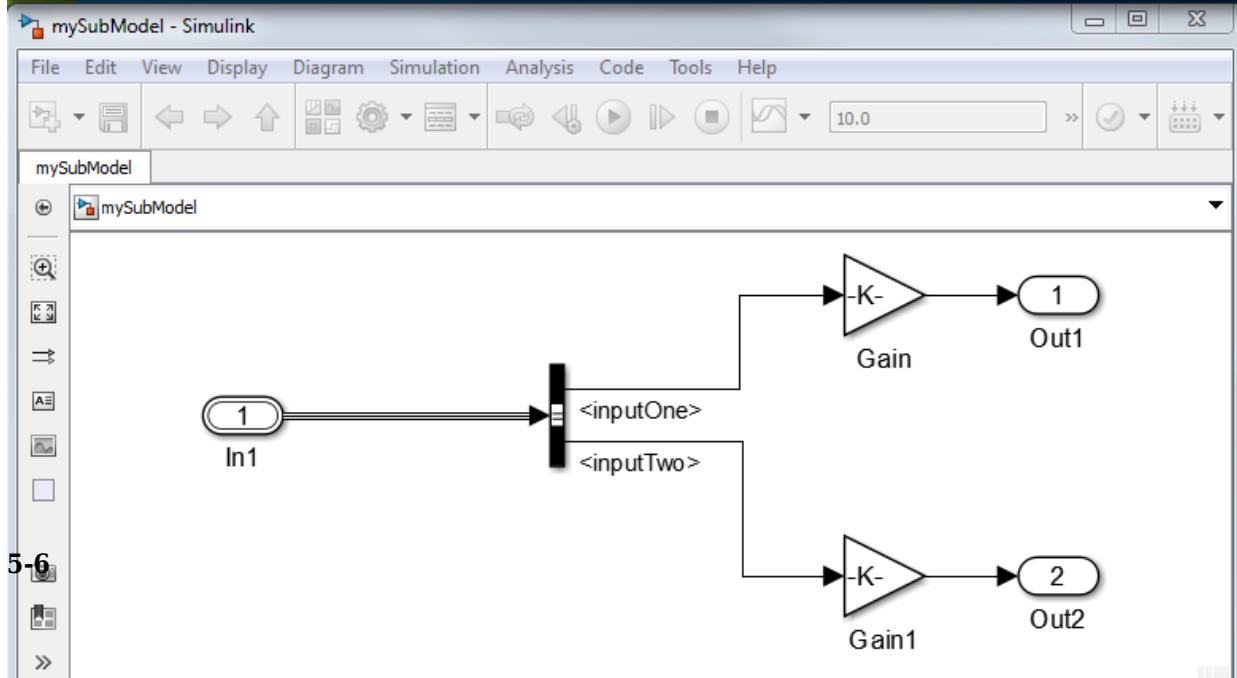 mySubModel - Simulink
File Edit View Display Diagram Simulation Analysis Code Tools Help
10.0
mySubModel
mySubModel
-K-
1
Out1
Gain
<inputOne>
1
In1
<inputTwo>
5-6
-K-
2
Out2
Gain1